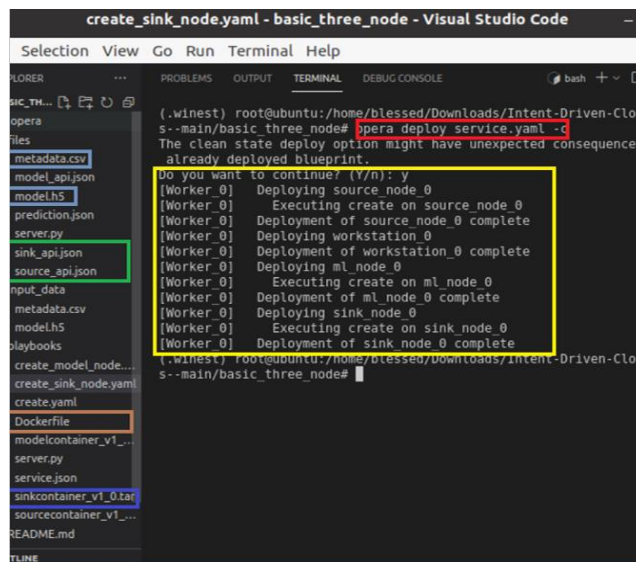 create_sink_node.yaml - basic_three_node - Visual Studio Code
Selection View Go Run Terminal Help
PLORER ...
PROBLEMS OUTPUT TERMINAL DEBUG CONSOLE bash
SIC_TH...
opera
files
metadata.csv
model_api.json
model.h5
prediction.json
server.py
sink_api.json
source_api.json
nput_data
metadata.csv
model.h5
playbooks
create_model_node....
create_sink_node.yaml
create.yaml
Dockerfile
modelcontainer_v1_...
server.py
service.json
sinkcontainer_v1_0.tar
sourcecontainer_v1_...
README.md
TLINE
(.winest) root@ubuntu:/home/blessed/Downloads/Intent-Driven-Clo
s--main/basic_three_node# opera deploy service.yaml -c
The clean state deploy option might have unexpected consequence
already deployed blueprint.
Do you want to continue? (Y/n): y
[Worker_0] Deploying source_node_0
[Worker_0] Executing create on source_node_0
[Worker_0] Deployment of source_node_0 complete
[Worker_0] Deploying workstation_0
[Worker_0] Deployment of workstation_0 complete
[Worker_0] Deploying ml_node_0
[Worker_0] Executing create on ml_node_0
[Worker_0] Deployment of ml_node_0 complete
[Worker_0] Deploying sink_node_0
[Worker_0] Executing create on sink_node_0
[Worker_0] Deployment of sink_node_0 complete
(.winest) root@ubuntu:/home/blessed/Downloads/Intent-Driven-Clo
s--main/basic_three_node#